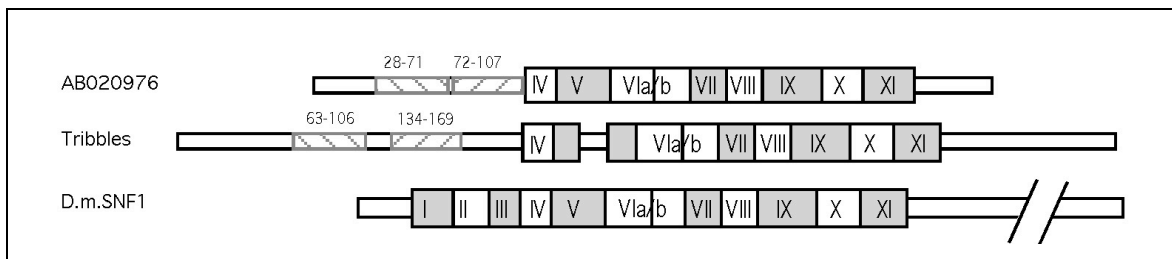 28-71 72-107
AB020976 IV V VIa/b VII VIII IX X XI
63-106 134-169
Tribbles IV VIa/b VII VIII IX X XI
D.m.SNF1 I II III IV V VIa/b VII VIII IX X XI